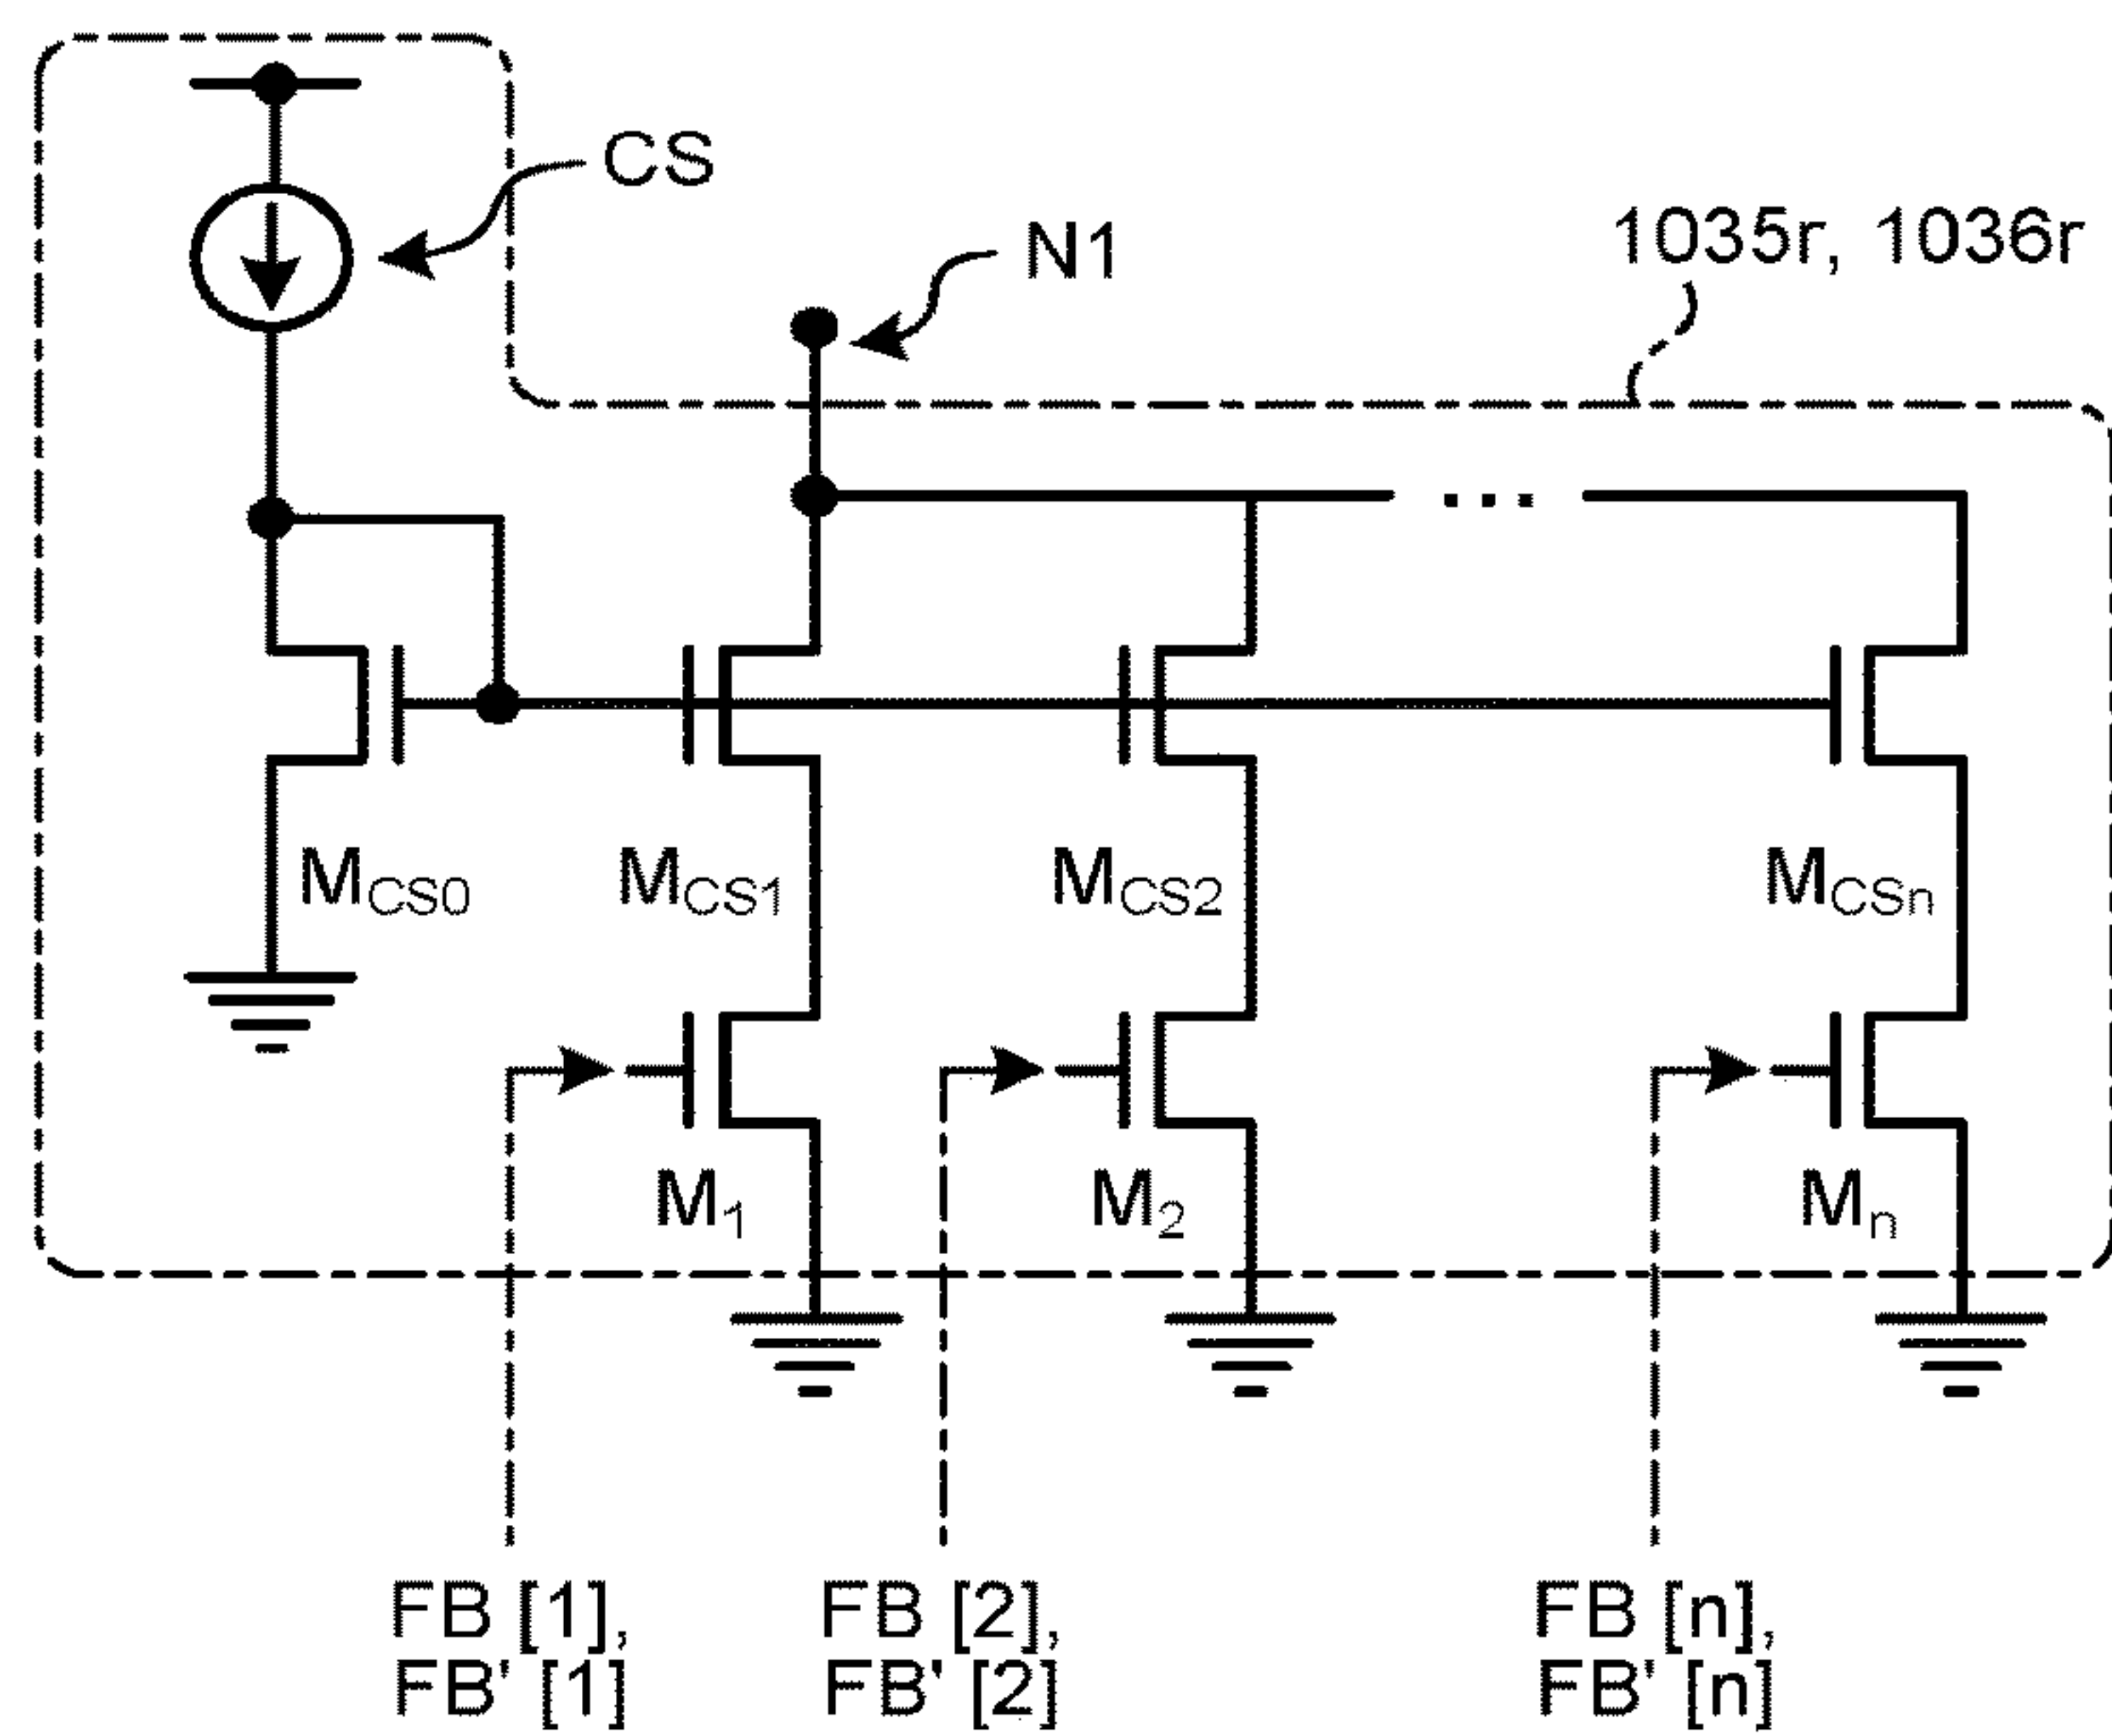 CS
N1
1035r, 1036r
...
MCS0
MCS1
MCS2
MCSn
M1
M2
Mn
FB [1],
FB' [1]
FB [2],
FB' [2]
FB [n],
FB' [n]